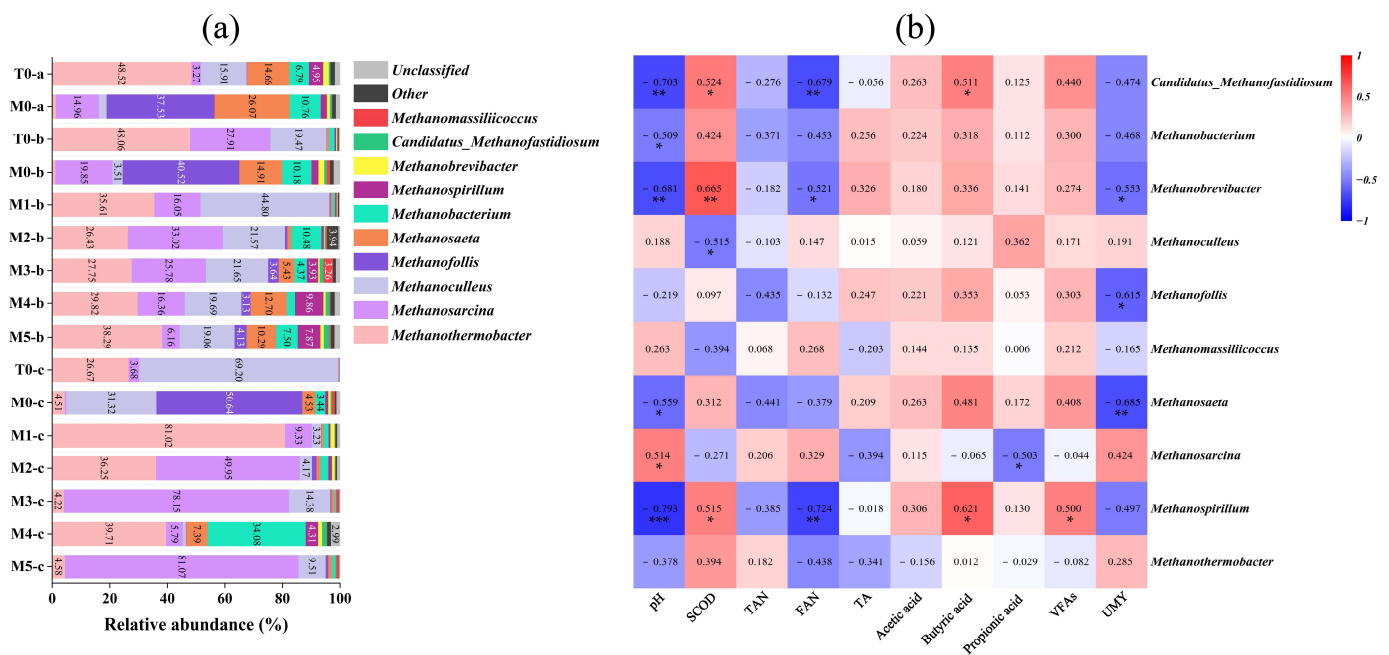 (a)
(b)
T0-a 48.52 3.27 15.91 14.69 6.79 4.95
M0-a 14.96 37.53 26.07 10.76
T0-b 48.06 27.91 19.47
M0-b 19.85 3.51 40.52 14.91 10.18
M1-b 35.61 16.05 44.80
M2-b 26.43 33.02 21.57 10.48 3.94
M3-b 27.75 25.78 21.65 3.64 5.43 4.37 3.93 3.26
M4-b 29.82 16.36 19.69 3.13 12.70 9.86
M5-b 38.29 6.16 19.06 4.13 10.29 7.50 7.87
T0-c 26.67 3.68 69.20
M0-c 4.51 31.32 50.64 4.53 3.44
M1-c 81.02 9.33 3.23
M2-c 36.25 49.95 4.17
M3-c 4.22 78.15 14.38
M4-c 39.71 5.79 7.39 34.08 4.31 2.99
M5-c 4.58 81.07 9.51
0 20 40 60 80 100
Relative abundance (%)
Unclassified
Other
Methanomassiliicoccus
Candidatus_Methanofastidiosum
Methanobrevibacter
Methanospirillum
Methanobacterium
Methanosaeta
Methanofollis
Methanoculleus
Methanosarcina
Methanothermobacter
− 0.703 0.524 − 0.276 − 0.679 − 0.056 0.263 0.511 0.125 0.440 − 0.474 Candidatus_Methanofastidiosum
** * ** *
− 0.509 0.424 − 0.371 − 0.453 0.256 0.224 0.318 0.112 0.300 − 0.468 Methanobacterium
*
− 0.681 0.665 − 0.182 − 0.521 0.326 0.180 0.336 0.141 0.274 − 0.553 Methanobrevibacter
** ** * *
0.188 − 0.515 − 0.103 0.147 0.015 0.059 0.121 0.362 0.171 0.191 Methanoculleus
*
− 0.219 0.097 − 0.435 − 0.132 0.247 0.221 0.353 0.053 0.303 − 0.615 Methanofollis
*
0.263 − 0.394 0.068 0.268 − 0.203 0.144 0.135 0.006 0.212 − 0.165 Methanomassiliicoccus
− 0.559 0.312 − 0.441 − 0.379 0.209 0.263 0.481 0.172 0.408 − 0.685 Methanosaeta
* **
0.514 − 0.271 0.206 0.329 − 0.394 0.115 − 0.065 − 0.503 − 0.044 0.424 Methanosarcina
* *
− 0.793 0.515 − 0.385 − 0.724 − 0.018 0.306 0.621 0.130 0.500 − 0.497 Methanospirillum
*** * ** * *
− 0.378 0.394 0.182 − 0.438 − 0.341 − 0.156 0.012 − 0.029 − 0.082 0.285 Methanothermobacter
pH SCOD TAN FAN TA Acetic acid Butyric acid Propionic acid VFAs UMY
1
0.5
0
−0.5
−1